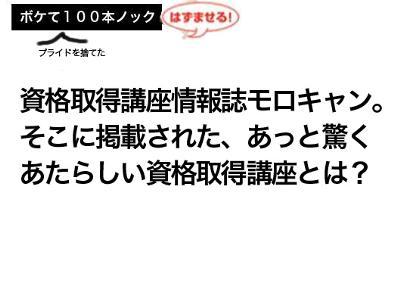 ボケて１００本ノック
はずませる!
プライドを捨てた
資格取得講座情報誌モロキャン。
そこに掲載された、あっと驚く
あたらしい資格取得講座とは？